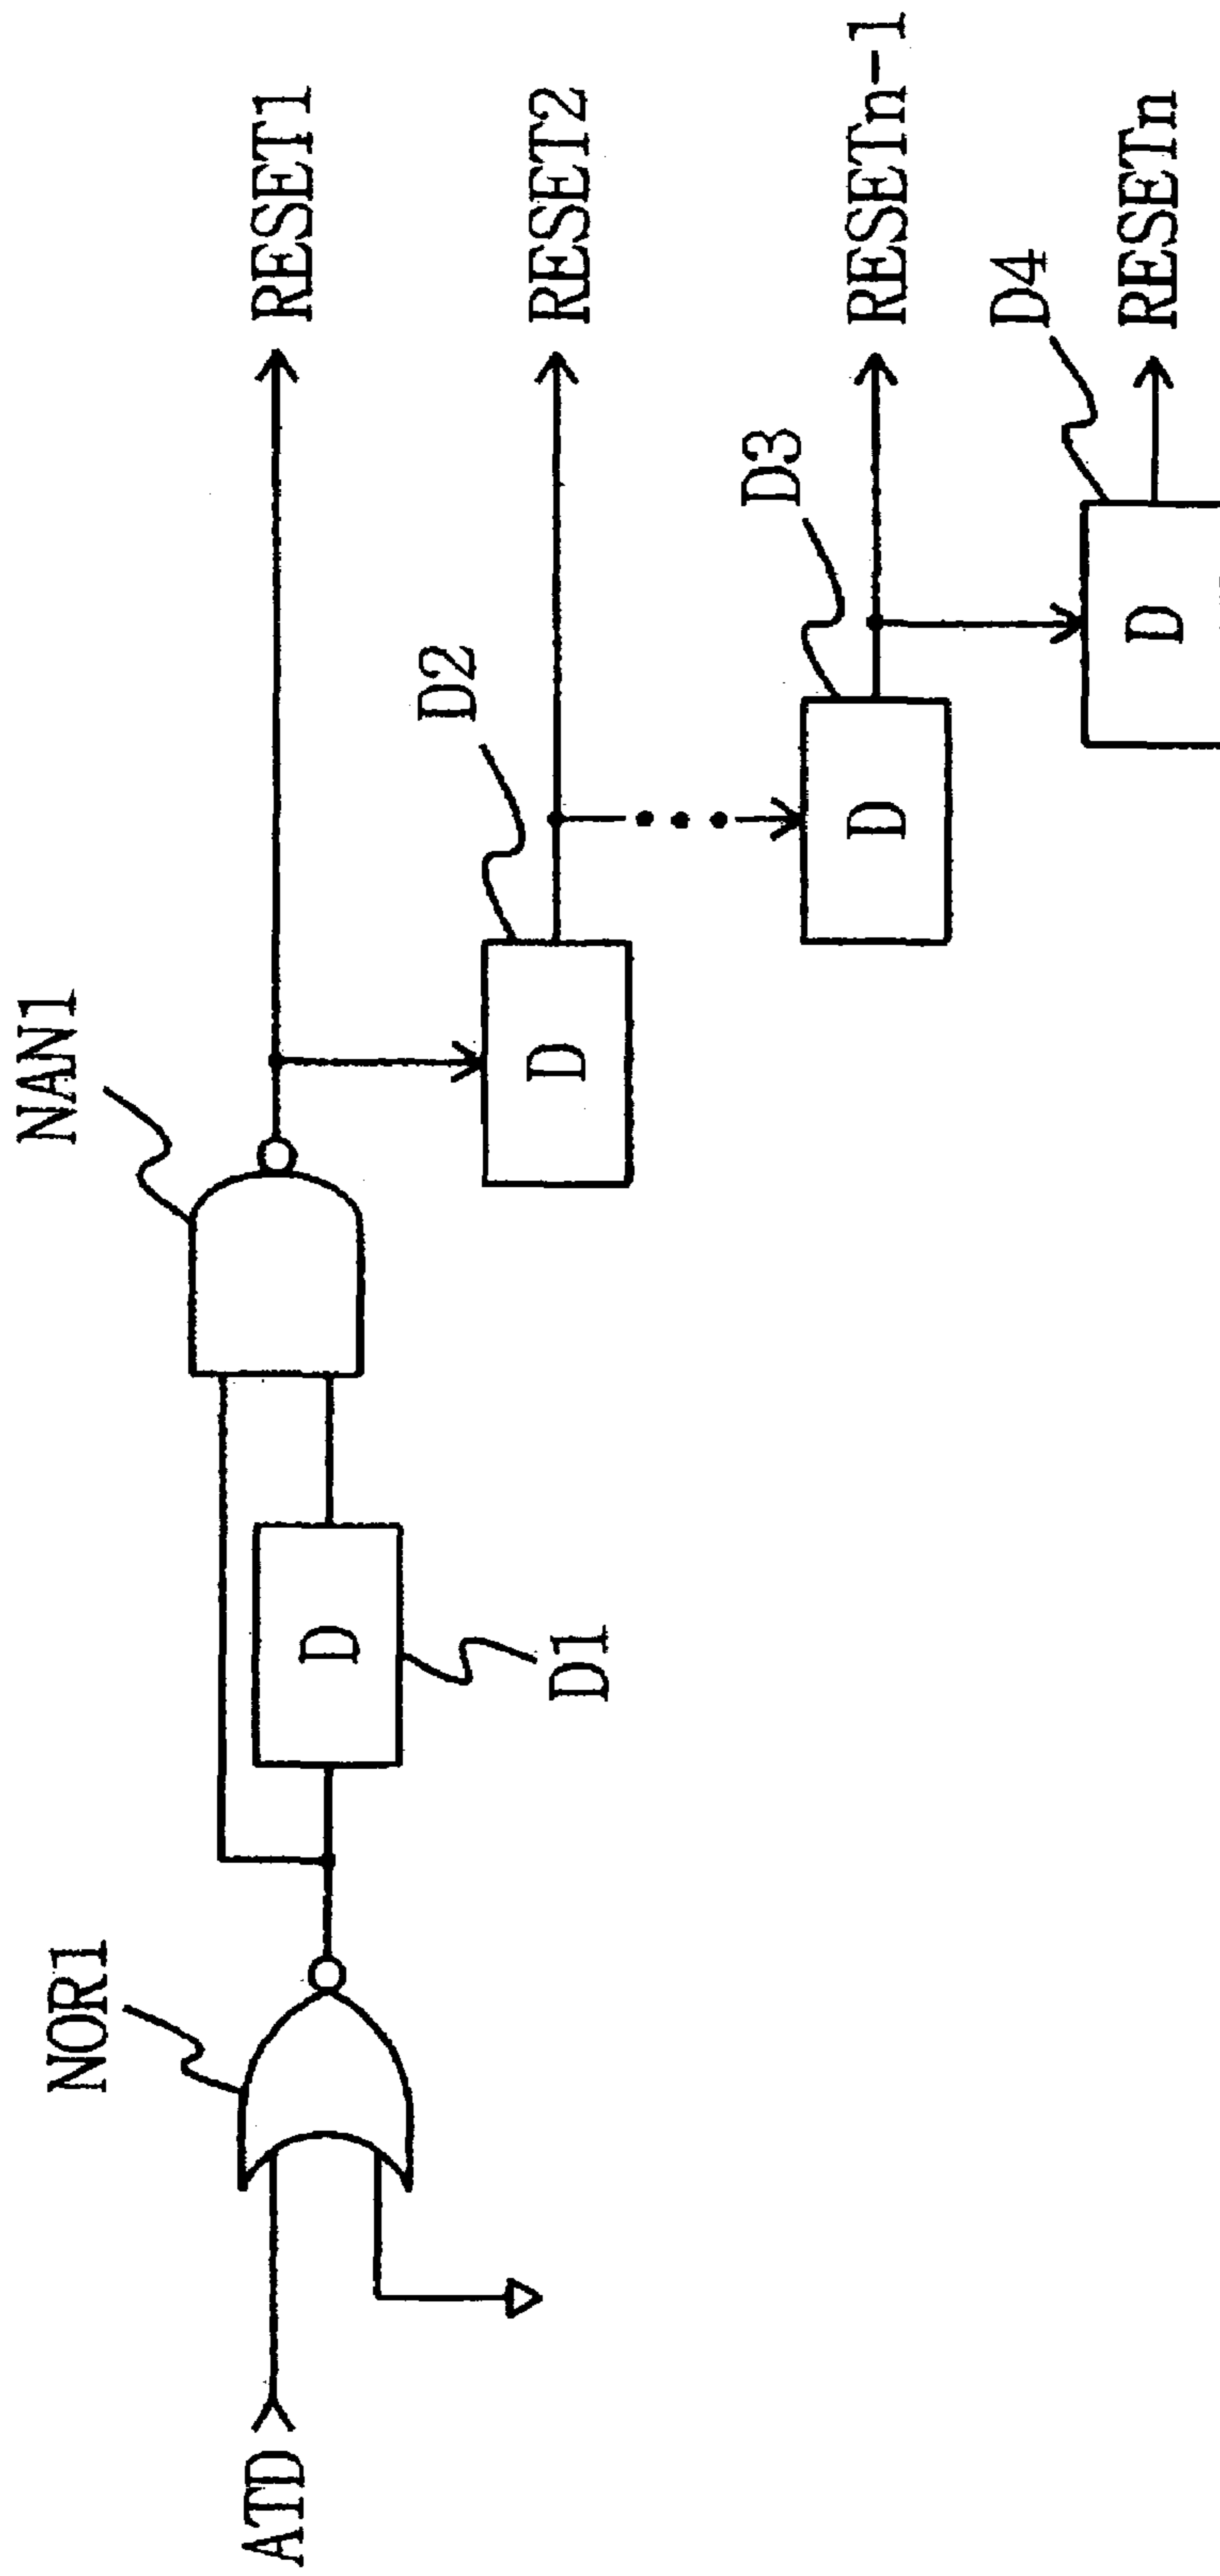 ATD
NOR1
D
D1
NAN1
RESET1
D
D2
RESET2
D
D3
RESETn-1
D
D4
RESETn